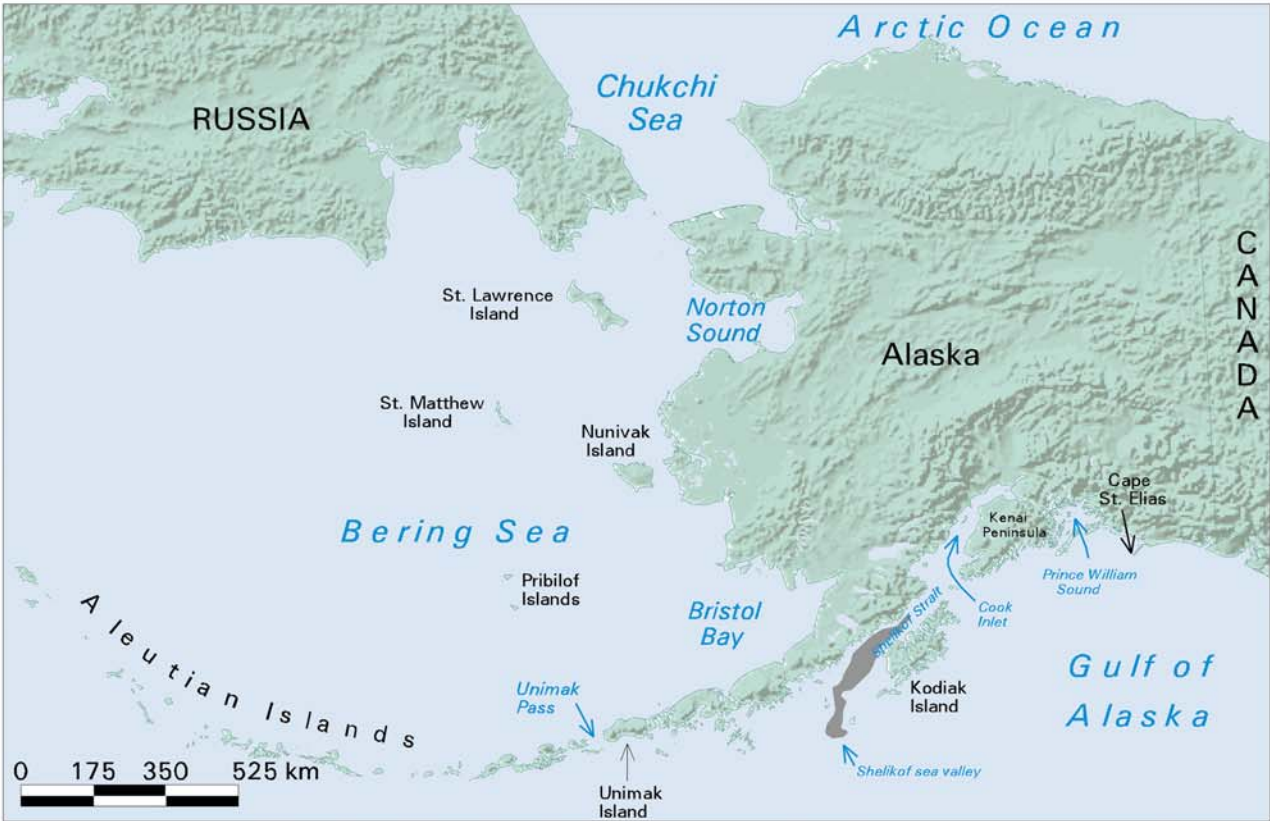 Arctic Ocean
Chukchi
Sea
RUSSIA
CANADA
St. Lawrence
Island
Norton
Sound
Alaska
St. Matthew
Island
Nunivak
Island
Cape
St. Elias
Kenai
Peninsula
Bering Sea
Prince William
Sound
Pribilof
Islands
Bristol
Bay
Shelikof Strait
Cook
Inlet
Aleutian Islands
Gulf of
Alaska
Kodiak
Island
Unimak
Pass
Shelikof sea valley
0 175 350 525 km
Unimak
Island